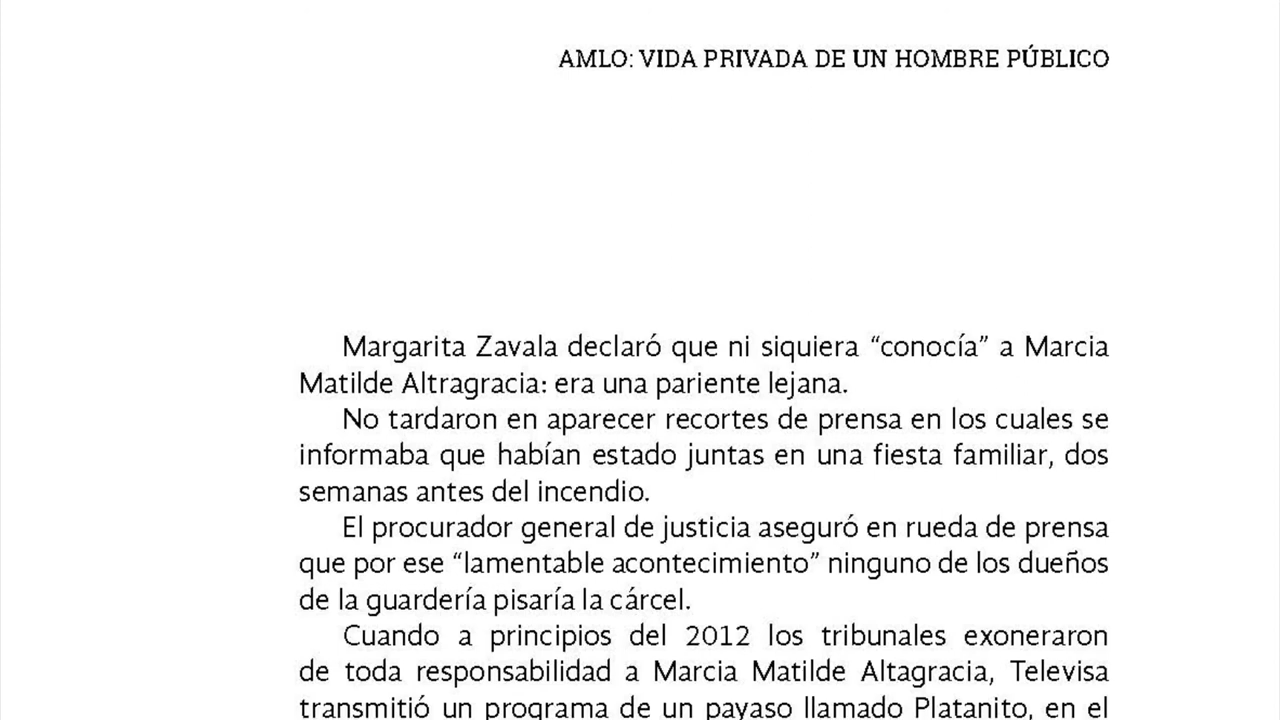 AMLO: VIDA PRIVADA DE UN HOMBRE PÚBLICO
Margarita Zavala declaró que ni siquiera “conocía” a Marcia
Matilde Altragracia: era una pariente lejana.
No tardaron en aparecer recortes de prensa en los cuales se
informaba que habían estado juntas en una fiesta familiar, dos
semanas antes del incendio.
El procurador general de justicia aseguró en rueda de prensa
que por ese “lamentable acontecimiento” ninguno de los dueños
de la guardería pisaría la cárcel.
Cuando a principios del 2012 los tribunales exoneraron
de toda responsabilidad a Marcia Matilde Altagracia, Televisa
transmitió un programa de un payaso llamado Platanito, en el